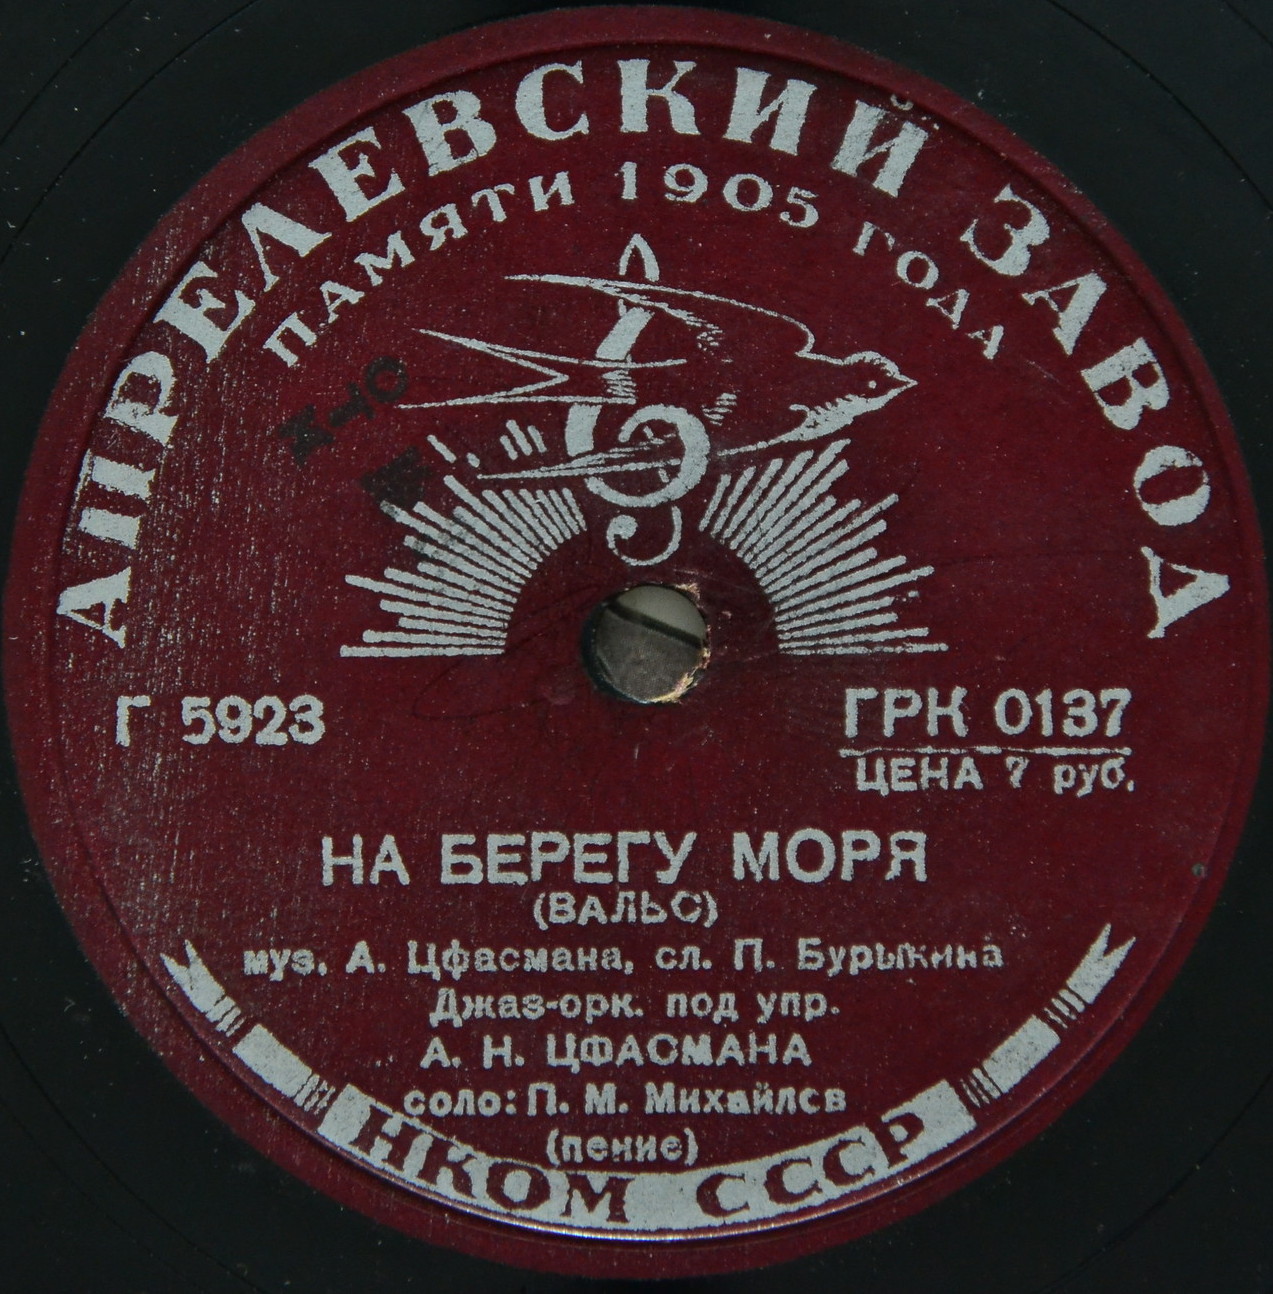 АПРЕЛЕВСКИЙ ЗАВОД
ПАМЯТИ 1905 ГОДА
Г 5923
ГРК 0137
ЦЕНА 7 руб.
НА БЕРЕГУ МОРЯ
(ВАЛЬС)
муз. А. Цфасмана, сл. П. Бурыкина
Джаз-орк. под упр.
А. Н. ЦФАСМАНА
соло: П. М. Михайлов
(пение)
НКОМ СССР